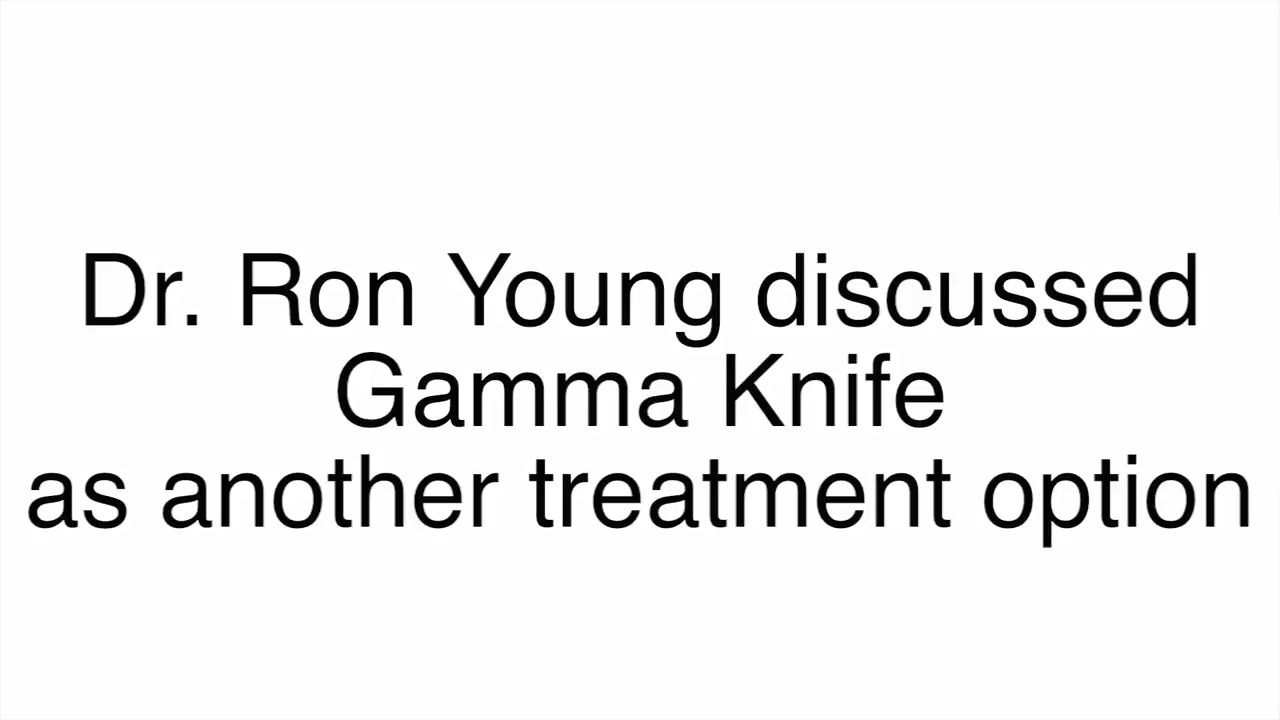 Dr. Ron Young discussed
Gamma Knife
as another treatment option